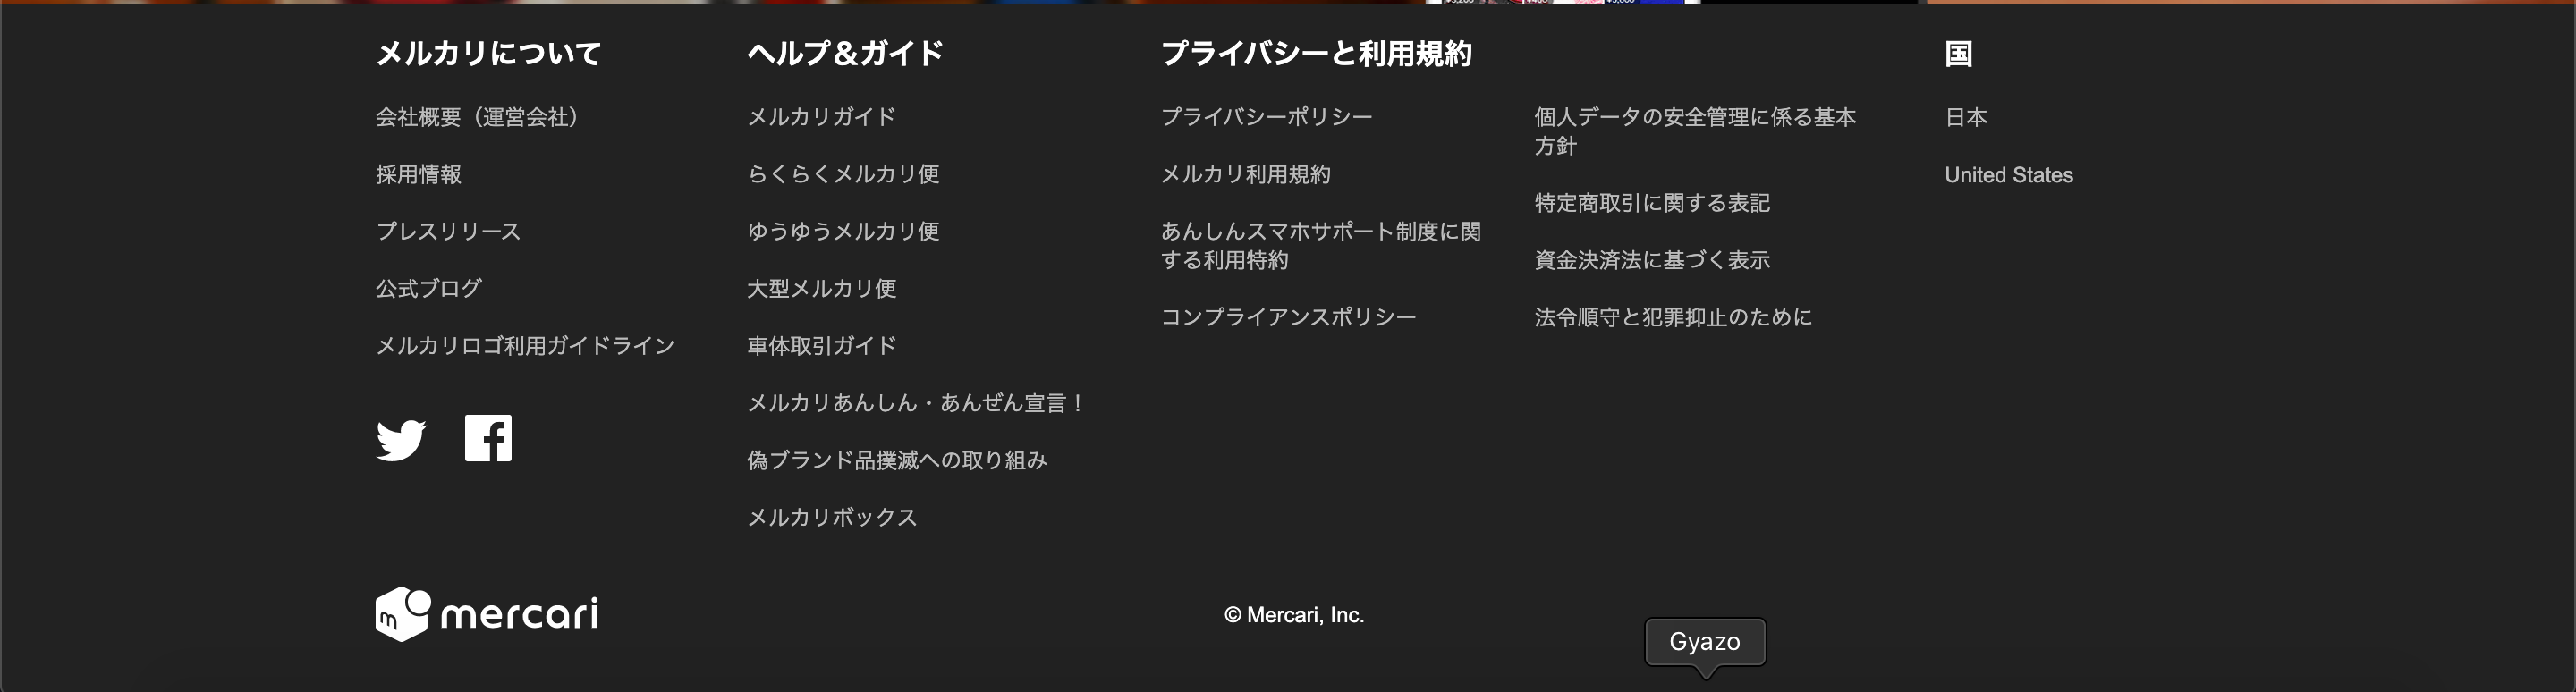 メルカリについて
会社概要（運営会社）
採用情報
プレスリリース
公式ブログ
メルカリロゴ利用ガイドライン
ヘルプ＆ガイド
メルカリガイド
らくらくメルカリ便
ゆうゆうメルカリ便
大型メルカリ便
車体取引ガイド
メルカリあんしん・あんぜん宣言！
偽ブランド品撲滅への取り組み
メルカリボックス
プライバシーと利用規約
プライバシーポリシー
メルカリ利用規約
あんしんスマホサポート制度に関
する利用特約
コンプライアンスポリシー
個人データの安全管理に係る基本
方針
特定商取引に関する表記
資金決済法に基づく表示
法令順守と犯罪抑止のために
国
日本
United States
m mercari
© Mercari, Inc.
Gyazo